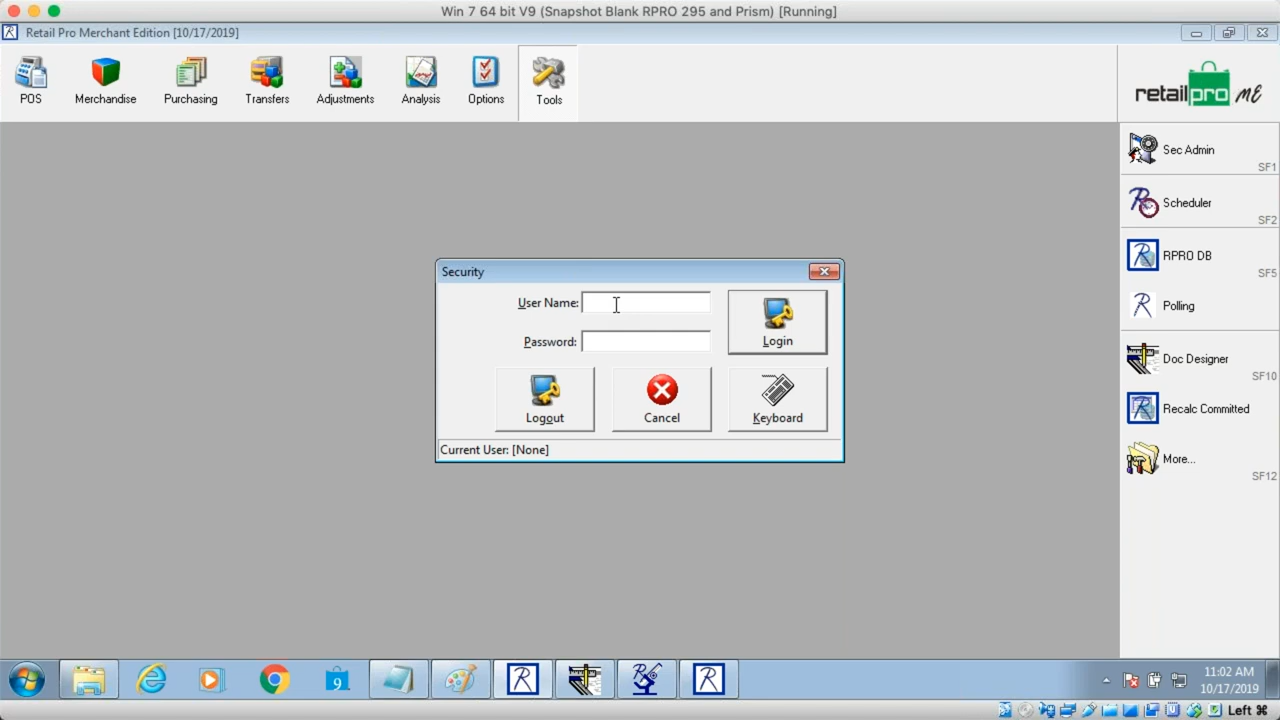 Win 7 64 bit V9 (Snapshot Blank RPRO 295 and Prism) [Running]
Retail Pro Merchant Edition [10/17/2019]
POS
Merchandise
Purchasing
Transfers
Adjustments
Analysis
Options
Tools
retailpro ME
Sec Admin
SF1
Scheduler
SF2
RPRO DB
SF5
Polling
Doc Designer
SF10
Recalc Committed
More...
SF12
Security
User Name:
Password:
Login
Logout
Cancel
Keyboard
Current User: [None]
9
11:02 AM
10/17/2019
Left ⌘